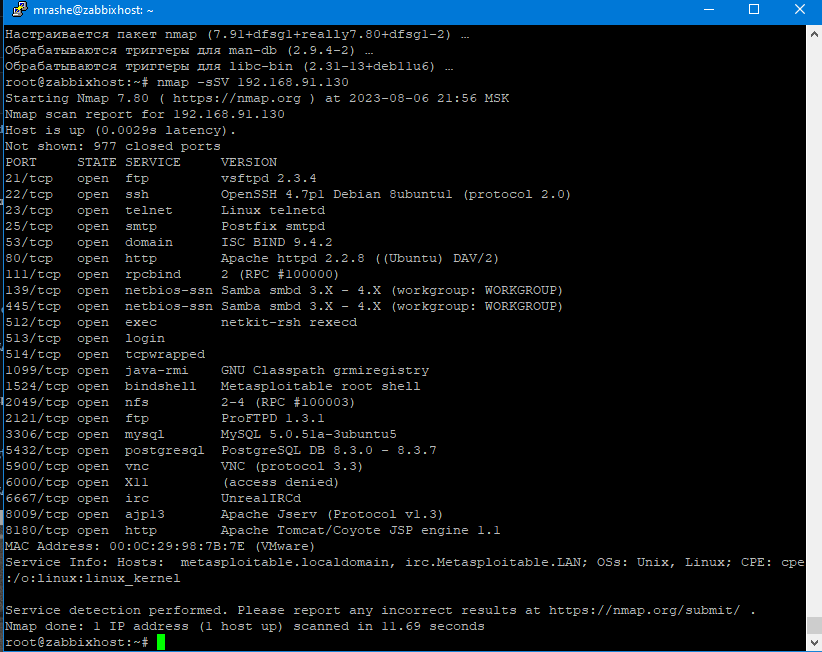 mrashe@zabbixhost: ~
Настраивается пакет nmap (7.91+dfsg1+really7.80+dfsg1-2) …
Обрабатываются триггеры для man-db (2.9.4-2) …
Обрабатываются триггеры для libc-bin (2.31-13+deb11u6) …
root@zabbixhost:~# nmap -sSV 192.168.91.130
Starting Nmap 7.80 ( https://nmap.org ) at 2023-08-06 21:56 MSK
Nmap scan report for 192.168.91.130
Host is up (0.0029s latency).
Not shown: 977 closed ports
PORT     STATE SERVICE     VERSION
21/tcp   open  ftp         vsftpd 2.3.4
22/tcp   open  ssh         OpenSSH 4.7p1 Debian 8ubuntu1 (protocol 2.0)
23/tcp   open  telnet      Linux telnetd
25/tcp   open  smtp        Postfix smtpd
53/tcp   open  domain      ISC BIND 9.4.2
80/tcp   open  http        Apache httpd 2.2.8 ((Ubuntu) DAV/2)
111/tcp  open  rpcbind     2 (RPC #100000)
139/tcp  open  netbios-ssn Samba smbd 3.X - 4.X (workgroup: WORKGROUP)
445/tcp  open  netbios-ssn Samba smbd 3.X - 4.X (workgroup: WORKGROUP)
512/tcp  open  exec        netkit-rsh rexecd
513/tcp  open  login
514/tcp  open  tcpwrapped
1099/tcp open  java-rmi    GNU Classpath grmiregistry
1524/tcp open  bindshell   Metasploitable root shell
2049/tcp open  nfs         2-4 (RPC #100003)
2121/tcp open  ftp         ProFTPD 1.3.1
3306/tcp open  mysql       MySQL 5.0.51a-3ubuntu5
5432/tcp open  postgresql  PostgreSQL DB 8.3.0 - 8.3.7
5900/tcp open  vnc         VNC (protocol 3.3)
6000/tcp open  X11         (access denied)
6667/tcp open  irc         UnrealIRCd
8009/tcp open  ajp13       Apache Jserv (Protocol v1.3)
8180/tcp open  http        Apache Tomcat/Coyote JSP engine 1.1
MAC Address: 00:0C:29:98:7B:7E (VMware)
Service Info: Hosts:  metasploitable.localdomain, irc.Metasploitable.LAN; OSs: Unix, Linux; CPE: cpe
:/o:linux:linux_kernel
Service detection performed. Please report any incorrect results at https://nmap.org/submit/ .
Nmap done: 1 IP address (1 host up) scanned in 11.69 seconds
root@zabbixhost:~#